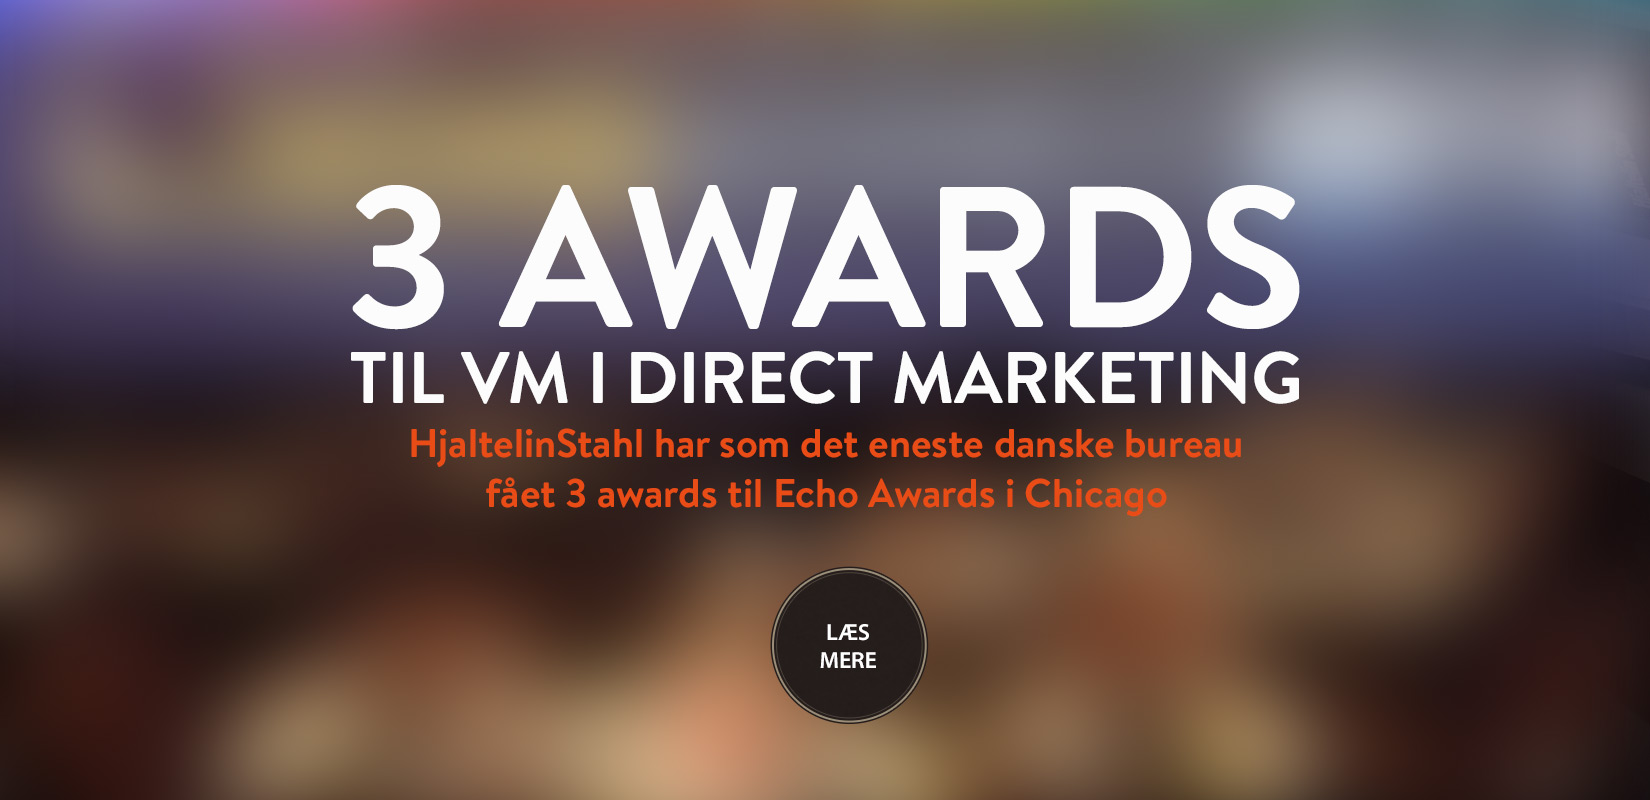 3 AWARDS
TIL VM I DIRECT MARKETING
HjaltelinStahl har som det eneste danske bureau
fået 3 awards til Echo Awards i Chicago
LÆS
MERE